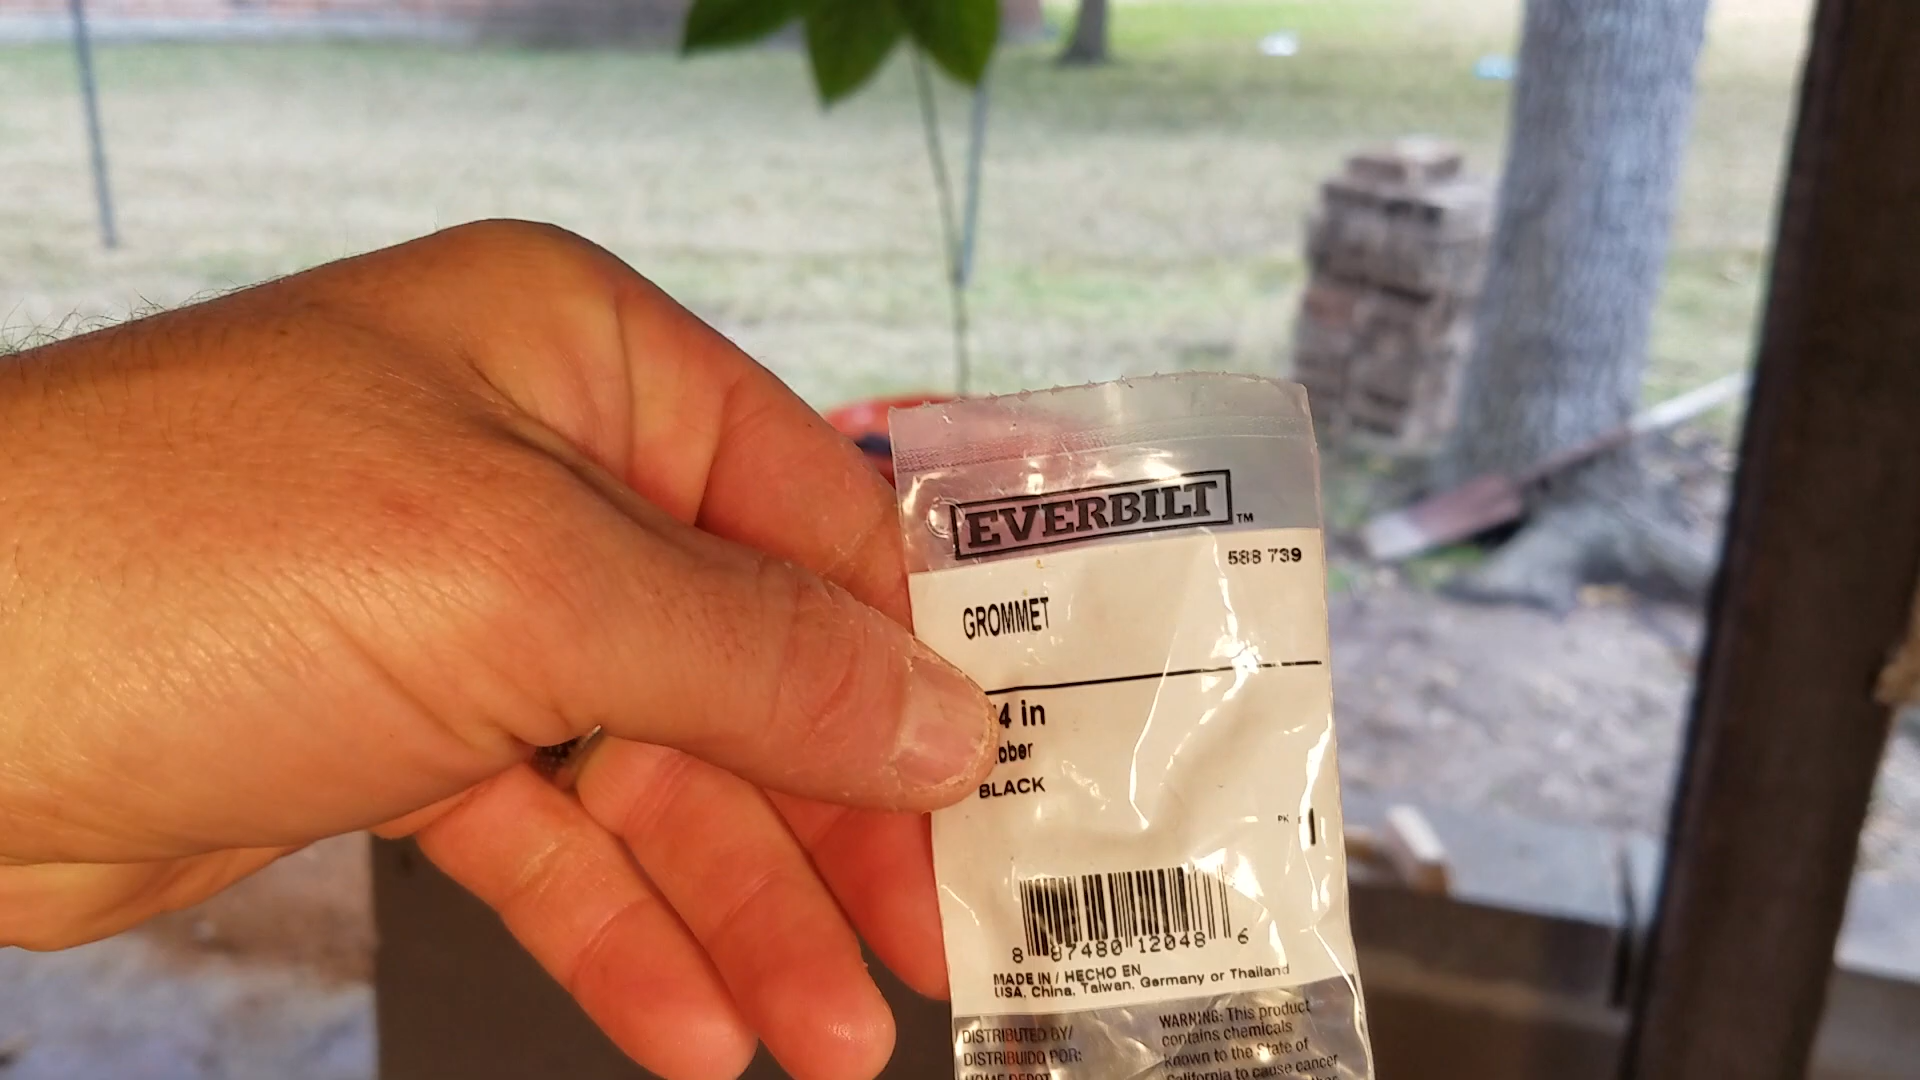 EVERBILT™
588 739
GROMMET
4 in
BLACK
PK
8 87480 12048 6
MADE IN / HECHO EN
USA, China, Taiwan, Germany or Thailand
DISTRIBUTED BY/
DISTRIBUIDO POR:
HOME DEPOT
WARNING: This product
contains chemicals
known to the State of
California to cause cancer